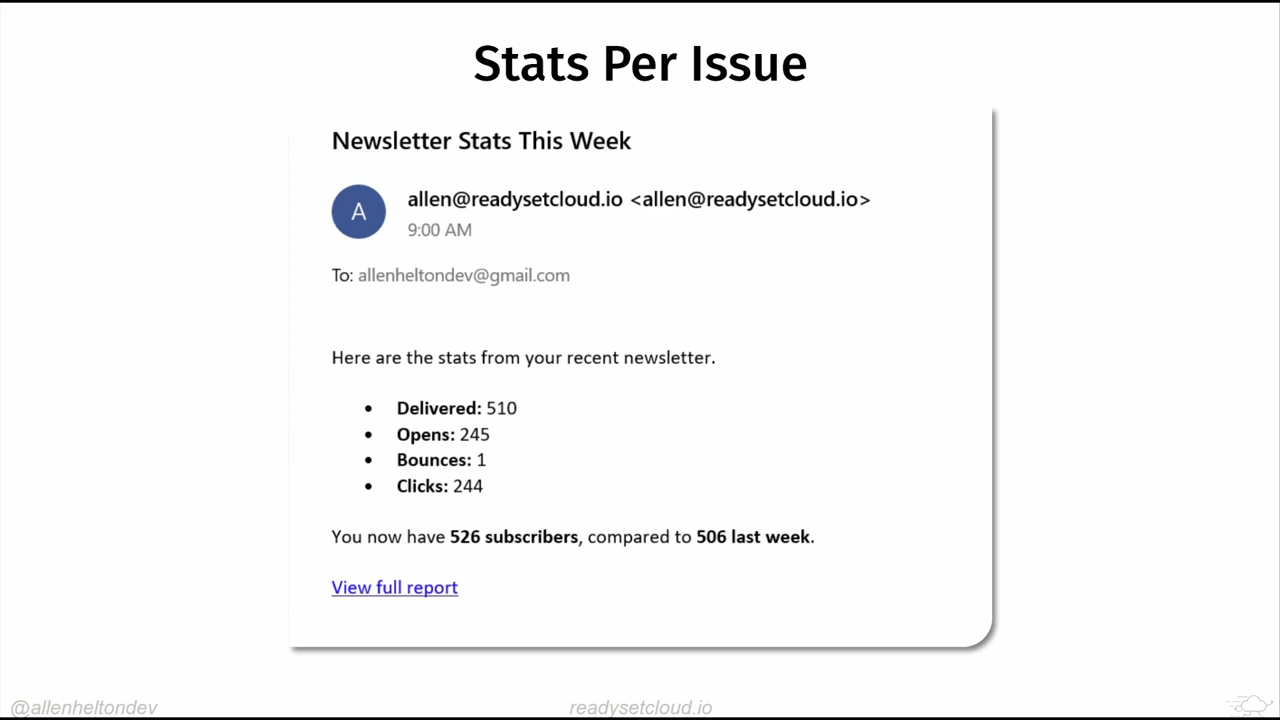 Stats Per Issue
Newsletter Stats This Week
A
allen@readysetcloud.io <allen@readysetcloud.io>
9:00 AM
To: allenheltondev@gmail.com
Here are the stats from your recent newsletter.
• Delivered: 510
• Opens: 245
• Bounces: 1
• Clicks: 244
You now have 526 subscribers, compared to 506 last week.
View full report
@allenheltondev
readysetcloud.io